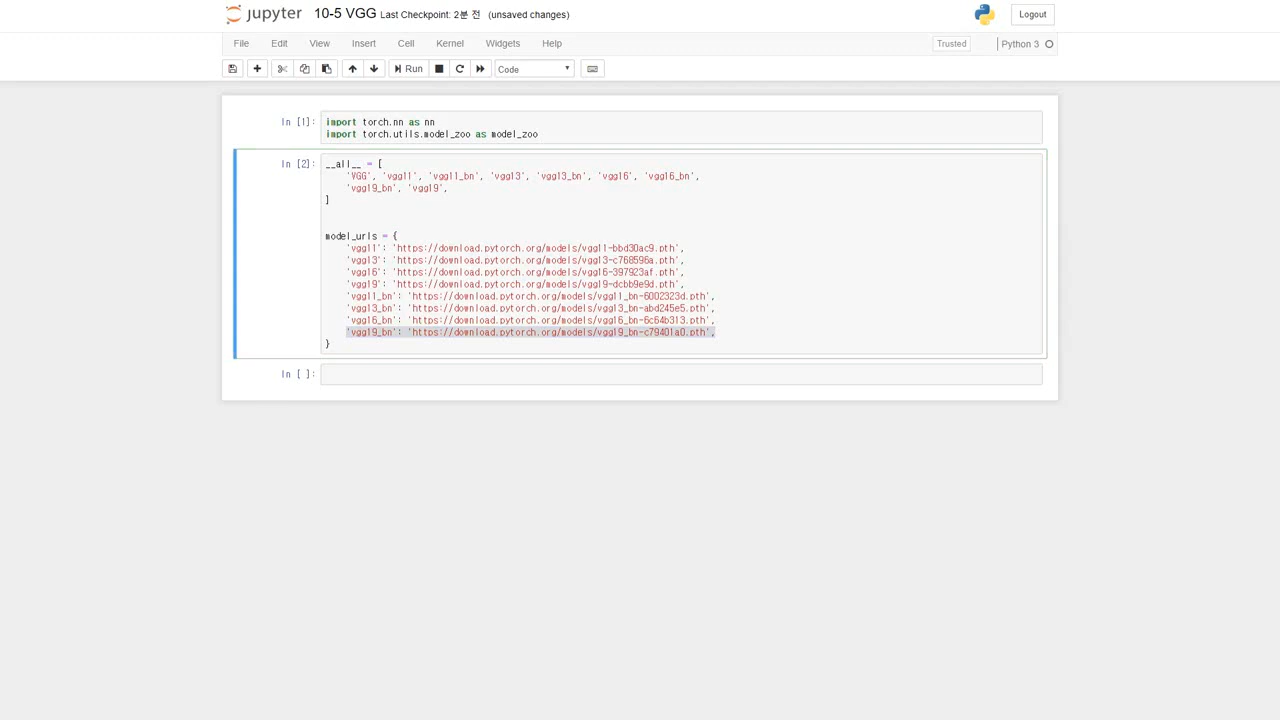 jupyter 10-5 VGG Last Checkpoint: 2분 전 (unsaved changes) Logout
File Edit View Insert Cell Kernel Widgets Help Trusted Python 3
Run Code
In [1]: import torch.nn as nn
import torch.utils.model_zoo as model_zoo
In [2]: __all__ = [
'VGG', 'vgg11', 'vgg11_bn', 'vgg13', 'vgg13_bn', 'vgg16', 'vgg16_bn',
'vgg19_bn', 'vgg19',
]
model_urls = {
'vgg11': 'https://download.pytorch.org/models/vgg11-bbd30ac9.pth',
'vgg13': 'https://download.pytorch.org/models/vgg13-c768596a.pth',
'vgg16': 'https://download.pytorch.org/models/vgg16-397923af.pth',
'vgg19': 'https://download.pytorch.org/models/vgg19-dcbb9e9d.pth',
'vgg11_bn': 'https://download.pytorch.org/models/vgg11_bn-6002323d.pth',
'vgg13_bn': 'https://download.pytorch.org/models/vgg13_bn-abd245e5.pth',
'vgg16_bn': 'https://download.pytorch.org/models/vgg16_bn-6c64b313.pth',
'vgg19_bn': 'https://download.pytorch.org/models/vgg19_bn-c79401a0.pth',
}
In [ ]: